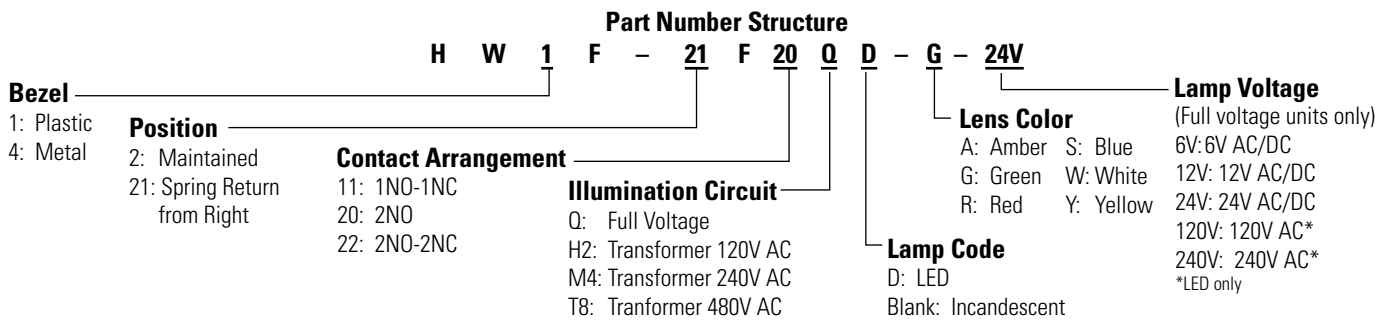 Part Number Structure
H W 1 F – 21 F 20 Q D – G – 24V
Bezel
1: Plastic
4: Metal
Position
2: Maintained
21: Spring Return
from Right
Contact Arrangement
11: 1NO-1NC
20: 2NO
22: 2NO-2NC
Illumination Circuit
Q: Full Voltage
H2: Transformer 120V AC
M4: Transformer 240V AC
T8: Tranformer 480V AC
Lamp Code
D: LED
Blank: Incandescent
Lens Color
A: Amber S: Blue
G: Green W: White
R: Red Y: Yellow
Lamp Voltage
(Full voltage units only)
6V: 6V AC/DC
12V: 12V AC/DC
24V: 24V AC/DC
120V: 120V AC*
240V: 240V AC*
*LED only